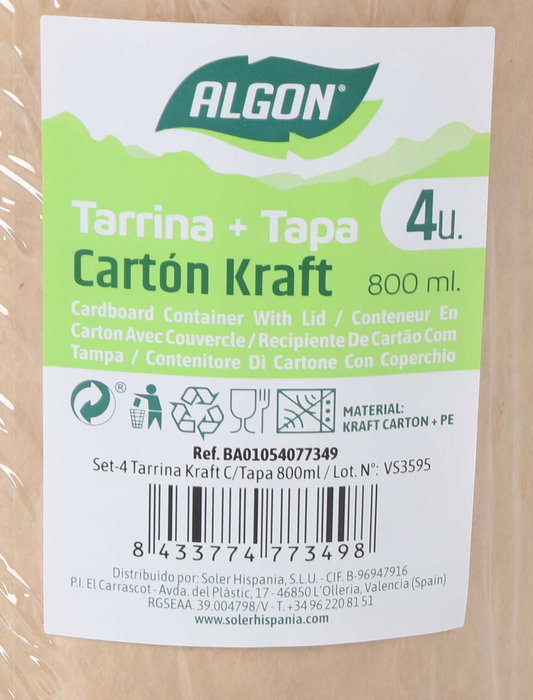 ALGON®
4u.
Tarrina + Tapa
Cartón Kraft 800 ml.
Cardboard Container With Lid / Conteneur En
Carton Avec Couvercle / Recipiente De Cartão Com
Tampa / Contenitore Di Cartone Con Coperchio
®
MATERIAL:
KRAFT CARTON + PE
Ref. BA01054077349
Set-4 Tarrina Kraft C/Tapa 800ml / Lot. Nº: VS3595
8 433774 773498
Distribuido por: Soler Hispania, S.L.U. - CIF. B-96947916
P.I. El Carrascot - Avda. del Plàstic, 17 - 46850 L'Olleria, Valencia (Spain)
RGSEAA. 39.004798/V - T. +34 96 220 81 51
www.solerhispania.com